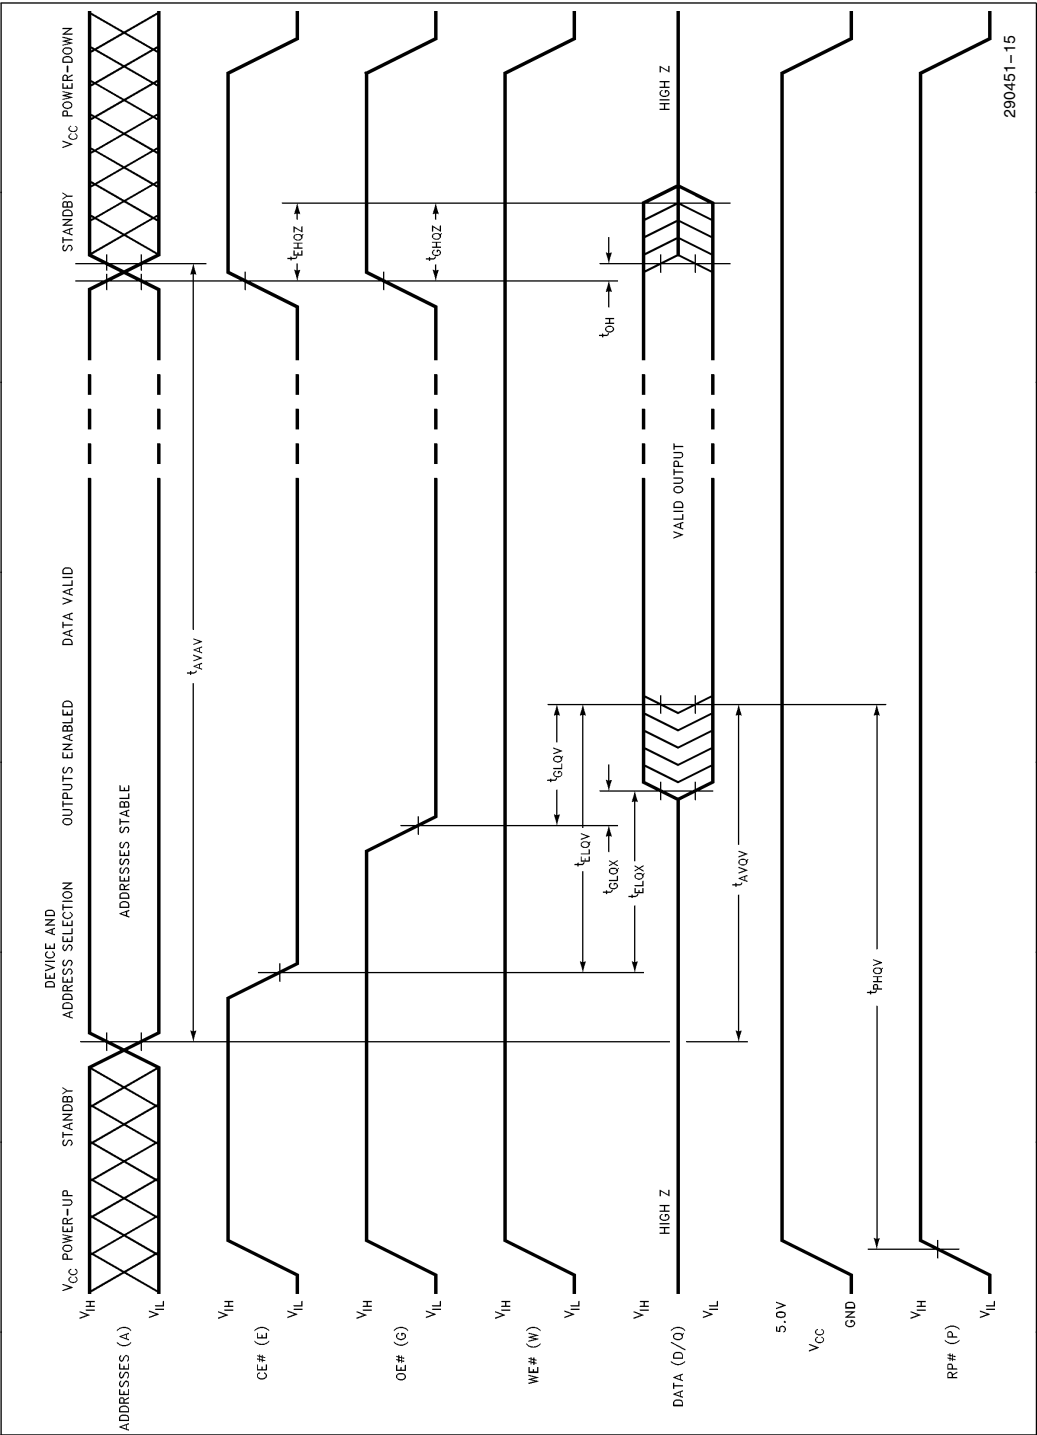 VCC POWER-UP
STANDBY
DEVICE AND
ADDRESS SELECTION
OUTPUTS ENABLED
DATA VALID
STANDBY
VCC POWER-DOWN
VIH
ADDRESSES (A)
VIL
ADDRESSES STABLE
tAVAV
VIH
CE# (E)
VIL
tEHQZ
VIH
OE# (G)
VIL
tGHQZ
VIH
WE# (W)
VIL
tGLQV
tELQV
tGLQX
tELQX
tOH
VIH
DATA (D/Q)
VIL
HIGH Z
VALID OUTPUT
HIGH Z
tAVQV
5.0V
VCC
GND
tPHQV
VIH
RP# (P)
VIL
290451-15